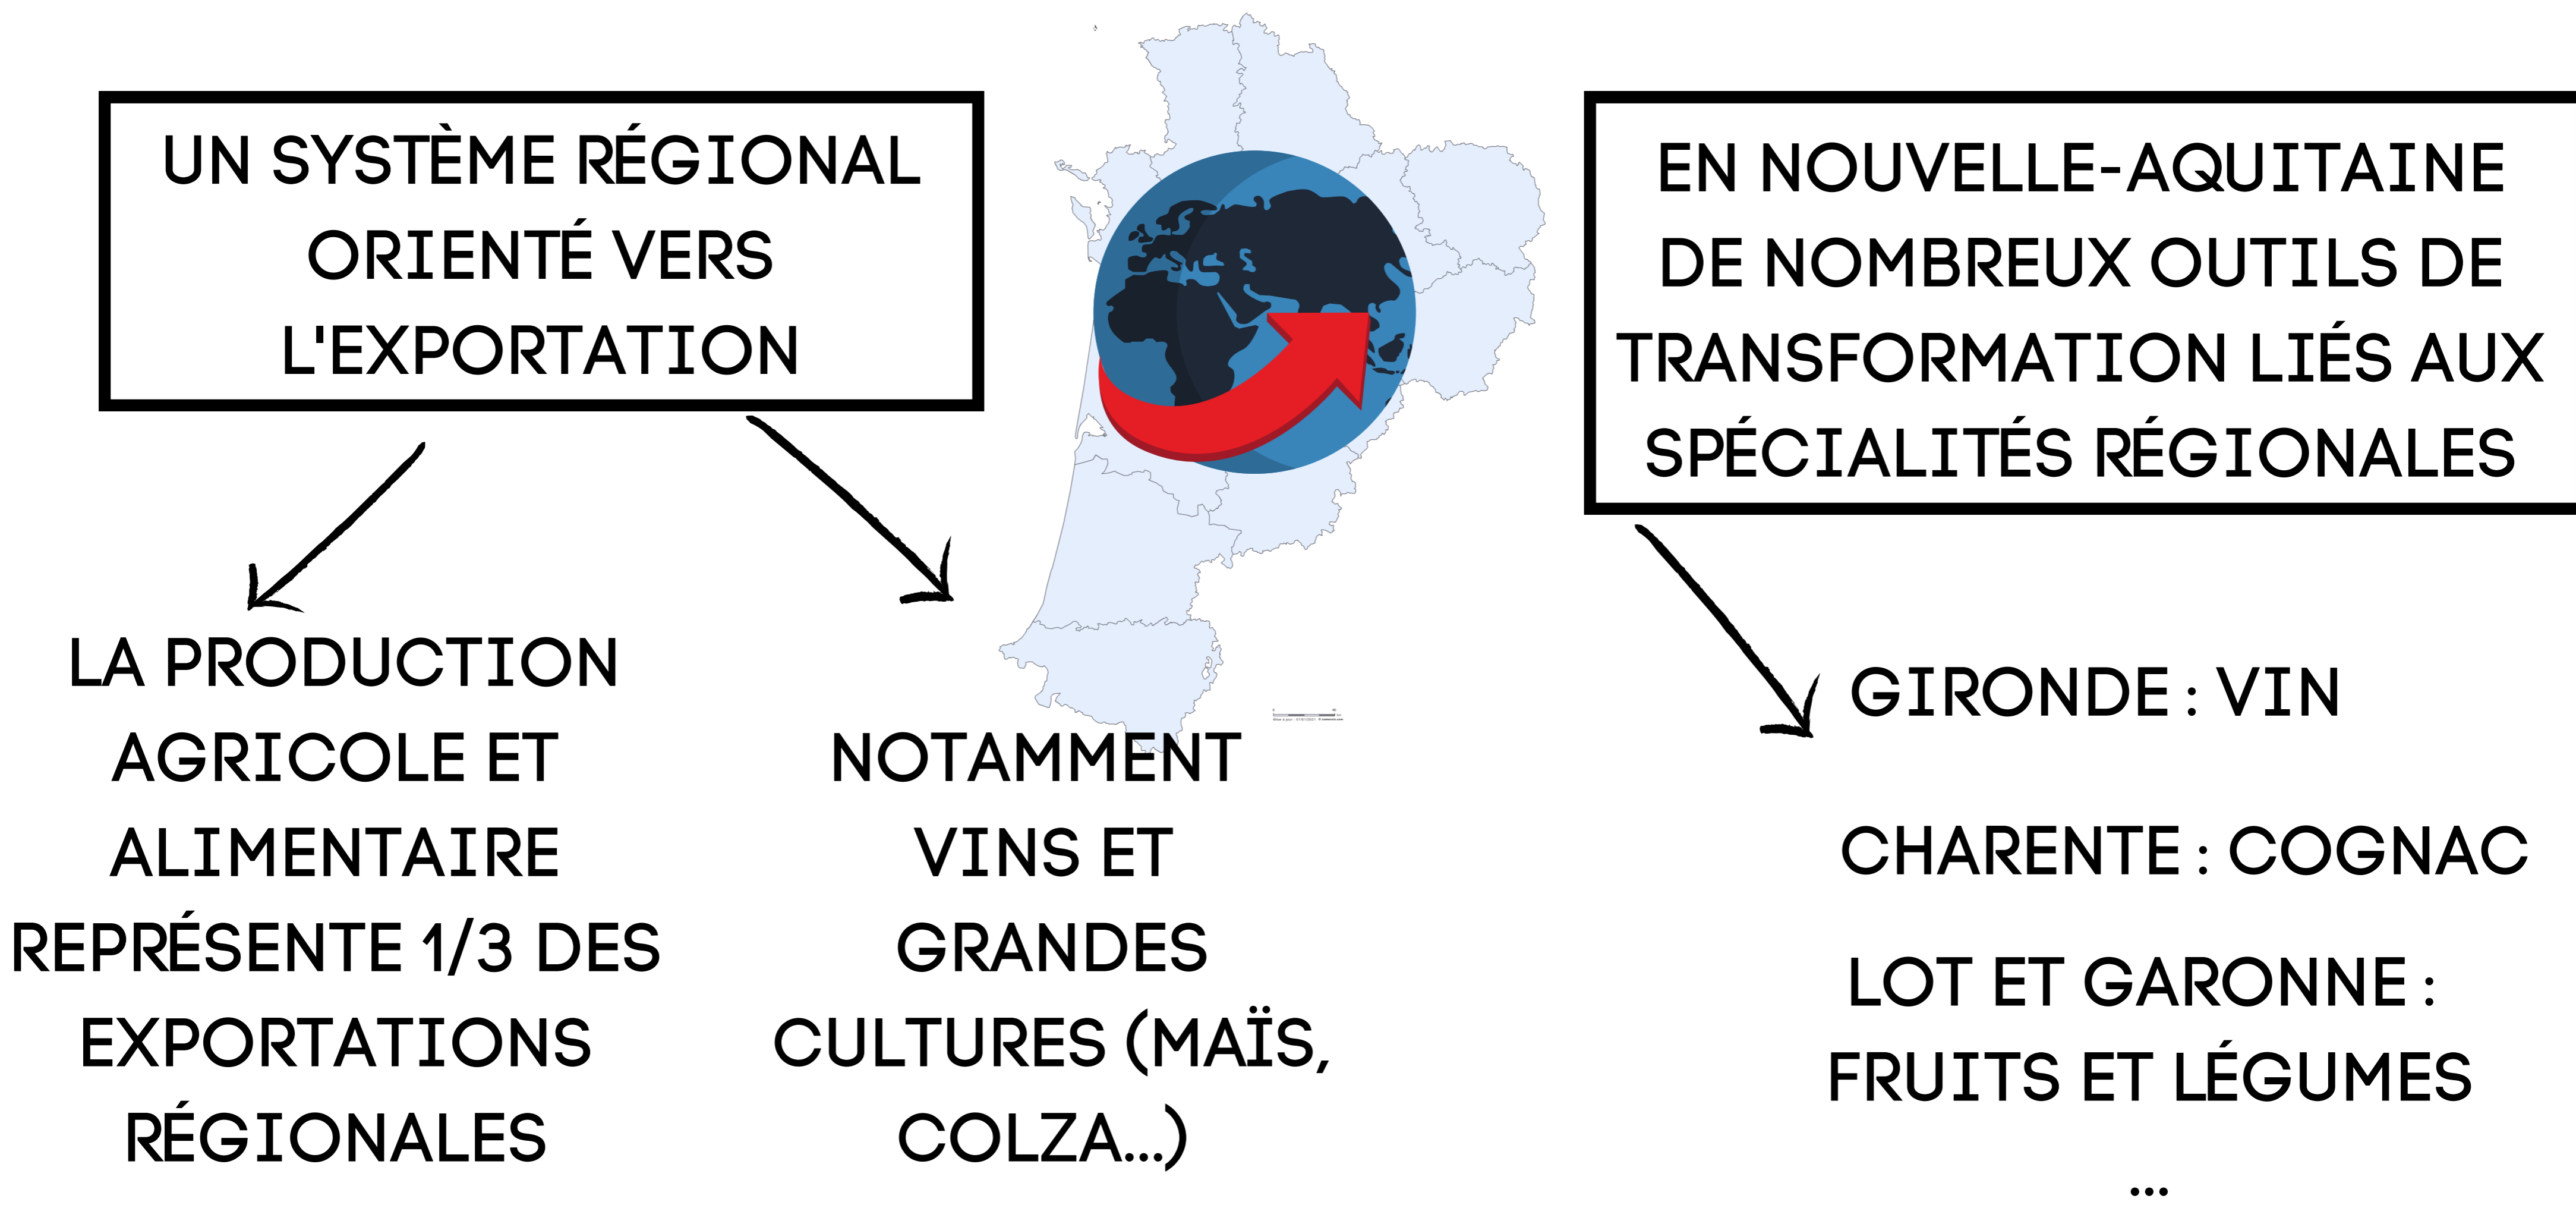 UN SYSTÈME RÉGIONAL
ORIENTÉ VERS
L'EXPORTATION
LA PRODUCTION
AGRICOLE ET
ALIMENTAIRE
REPRÉSENTE 1/3 DES
EXPORTATIONS
RÉGIONALES
NOTAMMENT
VINS ET
GRANDES
CULTURES (MAÏS,
COLZA...)
EN NOUVELLE-AQUITAINE
DE NOMBREUX OUTILS DE
TRANSFORMATION LIÉS AUX
SPÉCIALITÉS RÉGIONALES
GIRONDE : VIN
CHARENTE : COGNAC
LOT ET GARONNE :
FRUITS ET LÉGUMES
...